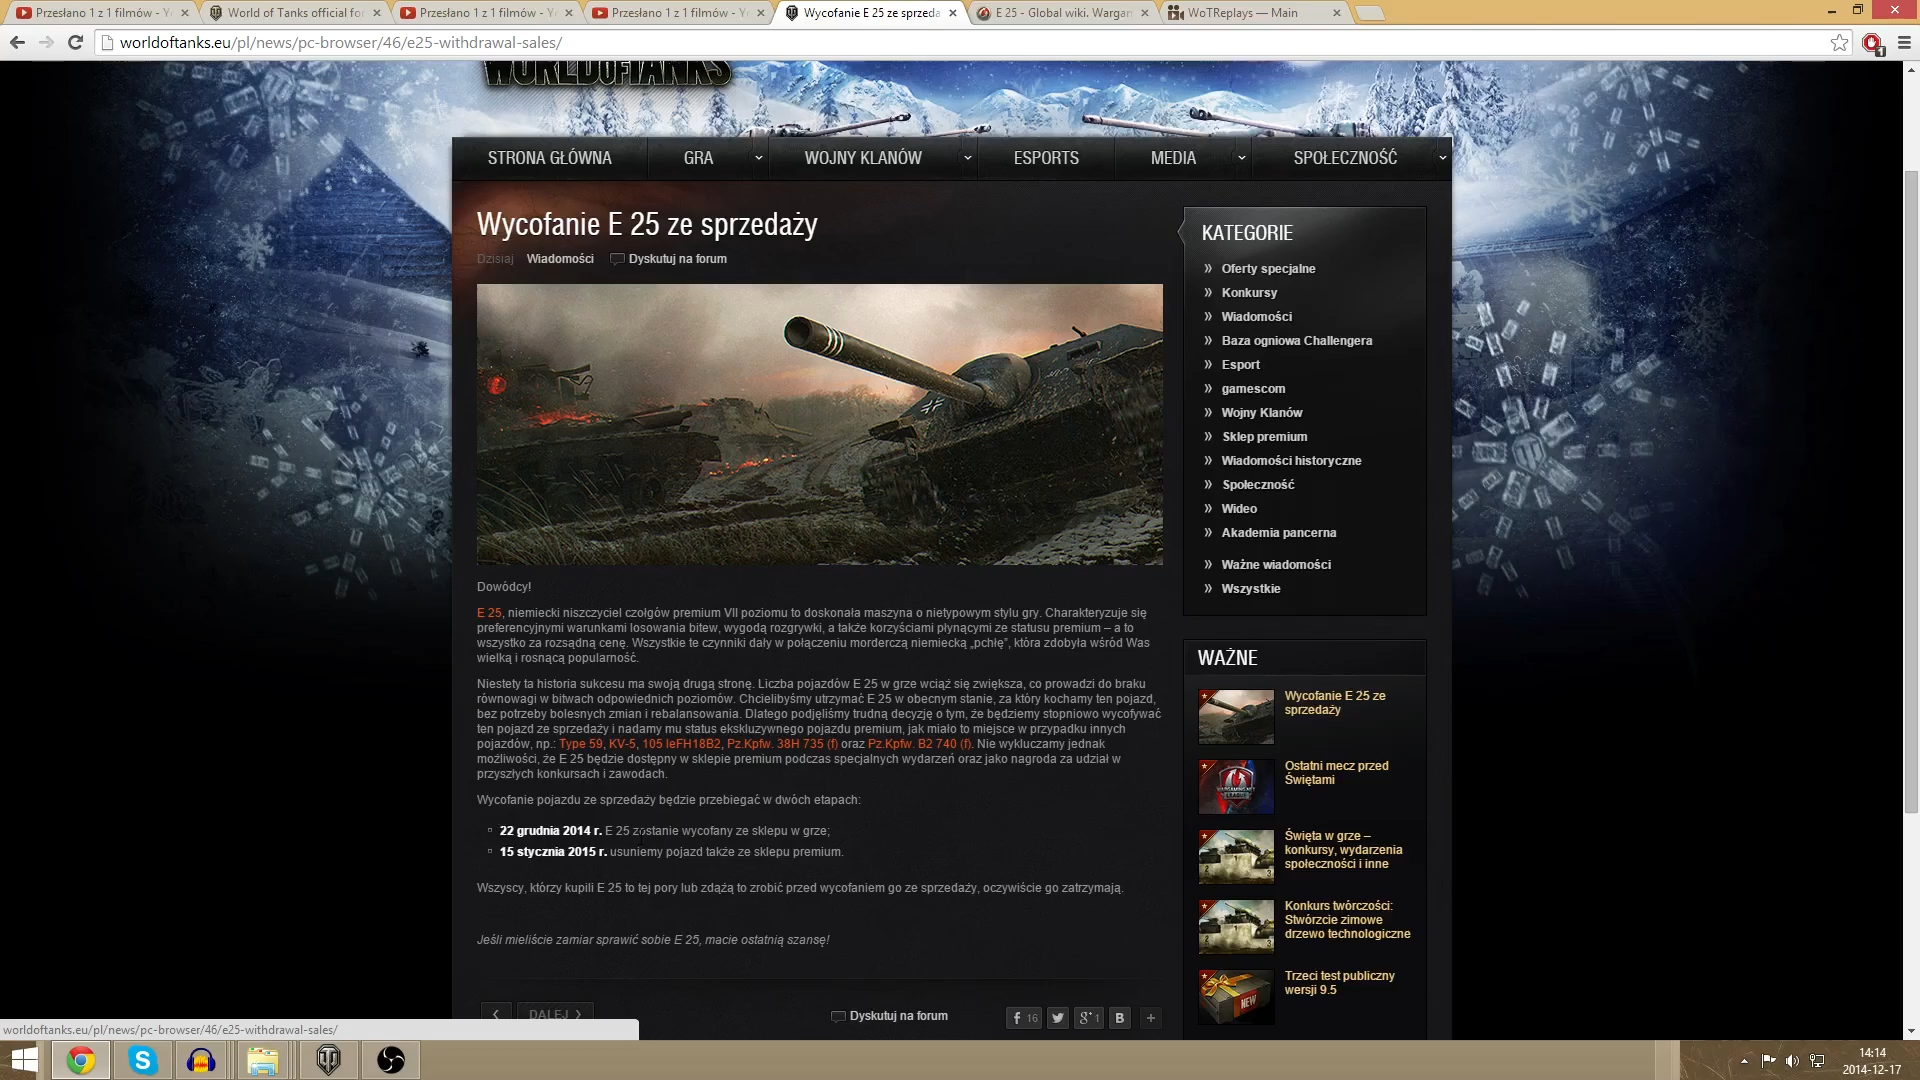 Przesłano 1 z 1 filmów - Y
World of Tanks official fo
Przesłano 1 z 1 filmów - Y
Przesłano 1 z 1 filmów - Y
Wycofanie E 25 ze sprzeda
E 25 - Global wiki. Wargam
WoTReplays — Main
worldoftanks.eu/pl/news/pc-browser/46/e25-withdrawal-sales/
WORLD OF TANKS
STRONA GŁÓWNA
GRA
WOJNY KLANÓW
ESPORTS
MEDIA
SPOŁECZNOŚĆ
Wycofanie E 25 ze sprzedaży
Dzisiaj Wiadomości Dyskutuj na forum
Dowódcy!
E 25, niemiecki niszczyciel czołgów premium VII poziomu to doskonała maszyna o nietypowym stylu gry. Charakteryzuje się
preferencyjnymi warunkami losowania bitew, wygodą rozgrywki, a także korzyściami płynącymi ze statusu premium – a to
wszystko za rozsądną cenę. Wszystkie te czynniki dały w połączeniu morderczą niemiecką „pchłę”, która zdobyła wśród Was
wielką i rosnącą popularność.
Niestety ta historia sukcesu ma swoją drugą stronę. Liczba pojazdów E 25 w grze wciąż się zwiększa, co prowadzi do braku
równowagi w bitwach odpowiednich poziomów. Chcielibyśmy utrzymać E 25 w obecnym stanie, za który kochamy ten pojazd,
bez potrzeby bolesnych zmian i rebalansowania. Dlatego podjęliśmy trudną decyzję o tym, że będziemy stopniowo wycofywać
ten pojazd ze sprzedaży i nadamy mu status ekskluzywnego pojazdu premium, jak miało to miejsce w przypadku innych
pojazdów, np.: Type 59, KV-5, 105 leFH18B2, Pz.Kpfw. 38H 735 (f) oraz Pz.Kpfw. B2 740 (f). Nie wykluczamy jednak
możliwości, że E 25 będzie dostępny w sklepie premium podczas specjalnych wydarzeń oraz jako nagroda za udział w
przyszłych konkursach i zawodach.
Wycofanie pojazdu ze sprzedaży będzie przebiegać w dwóch etapach:
22 grudnia 2014 r. E 25 zostanie wycofany ze sklepu w grze;
15 stycznia 2015 r. usuniemy pojazd także ze sklepu premium.
Wszyscy, którzy kupili E 25 to tej pory lub zdążą to zrobić przed wycofaniem go ze sprzedaży, oczywiście go zatrzymają.
Jeśli mieliście zamiar sprawić sobie E 25, macie ostatnią szansę!
DALEJ
Dyskutuj na forum
16
1
B
KATEGORIE
Oferty specjalne
Konkursy
Wiadomości
Baza ogniowa Challengera
Esport
gamescom
Wojny Klanów
Sklep premium
Wiadomości historyczne
Społeczność
Wideo
Akademia pancerna
Ważne wiadomości
Wszystkie
WAŻNE
Wycofanie E 25 ze
sprzedaży
Ostatni mecz przed
Świętami
Święta w grze –
konkursy, wydarzenia
społeczności i inne
Konkurs twórczości:
Stwórzcie zimowe
drzewo technologiczne
Trzeci test publiczny
wersji 9.5
NEW
worldoftanks.eu/pl/news/pc-browser/46/e25-withdrawal-sales/
14:14
2014-12-17